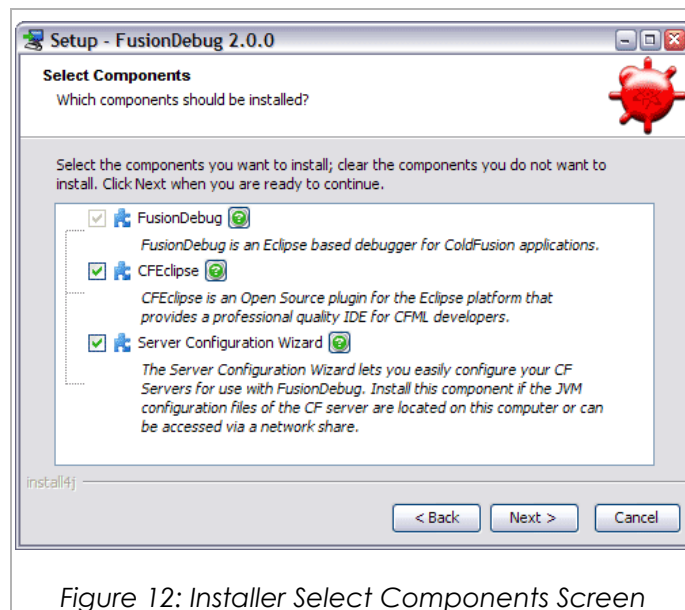 Setup - FusionDebug 2.0.0
Select Components
Which components should be installed?
Select the components you want to install; clear the components you do not want to
install. Click Next when you are ready to continue.
FusionDebug
FusionDebug is an Eclipse based debugger for ColdFusion applications.
CFEclipse
CFEclipse is an Open Source plugin for the Eclipse platform that
provides a professional quality IDE for CFML developers.
Server Configuration Wizard
The Server Configuration Wizard lets you easily configure your CF
Servers for use with FusionDebug. Install this component if the JVM
configuration files of the CF server are located on this computer or can
be accessed via a network share.
install4j
< Back Next > Cancel
Figure 12: Installer Select Components Screen